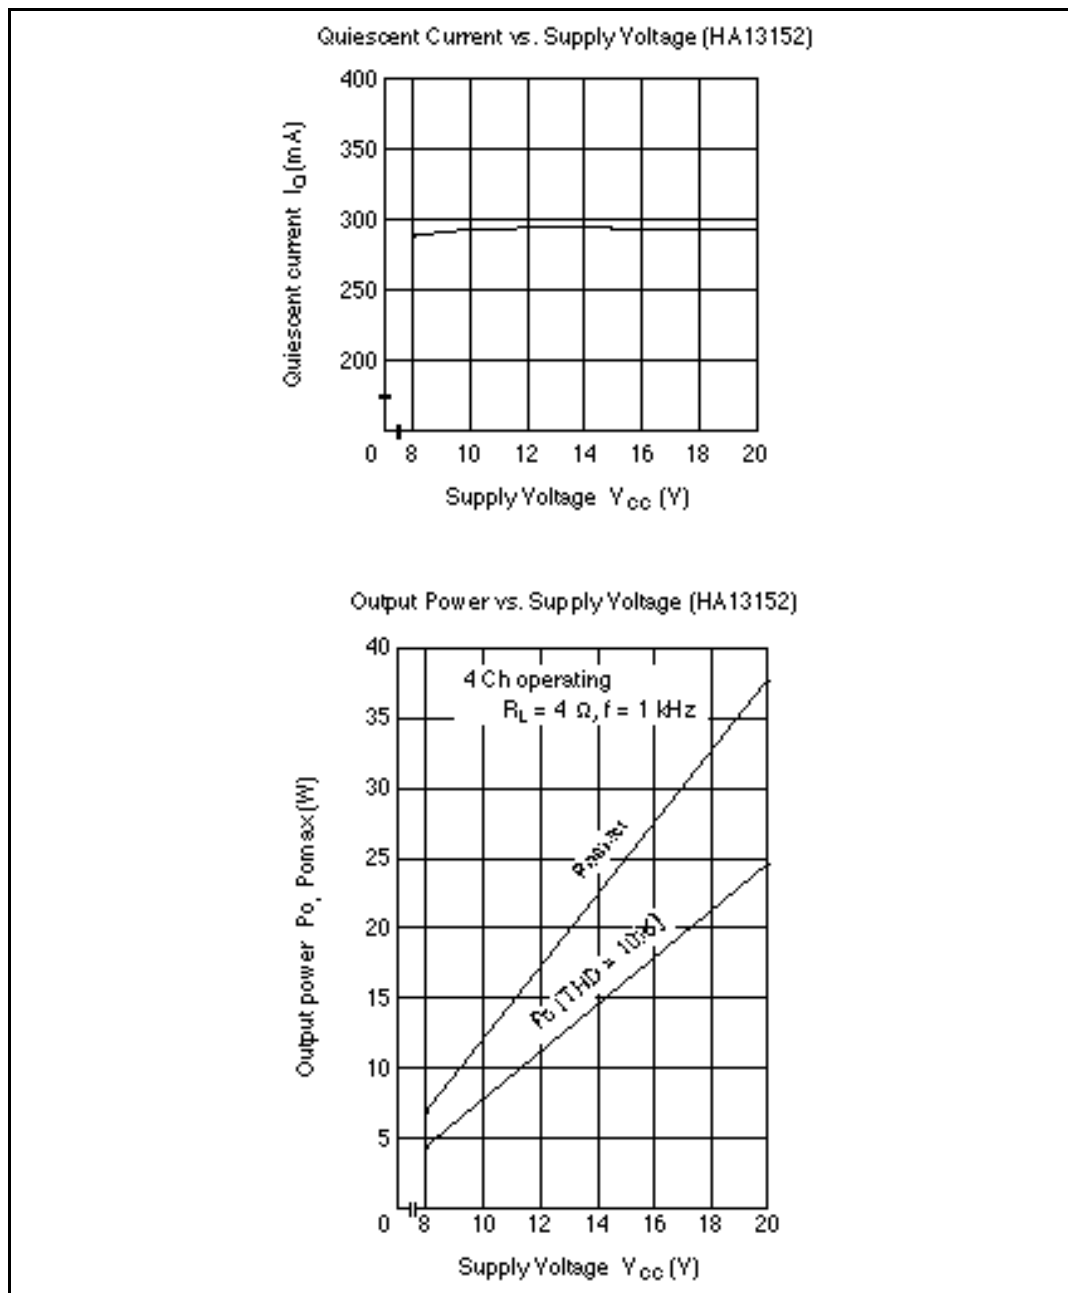 Quiescent Current vs. Supply Voltage (HA13152)
400
350
300
250
200
Quiescent current IQ (mA)
0 8 10 12 14 16 18 20
Supply Voltage VCC (V)
Output Power vs. Supply Voltage (HA13152)
40
35
30
25
20
15
10
5
Output power Po, Pomax (W)
4 Ch operating
RL = 4 Ω, f = 1 kHz
Po (THD = 10%)
0 8 10 12 14 16 18 20
Supply Voltage VCC (V)